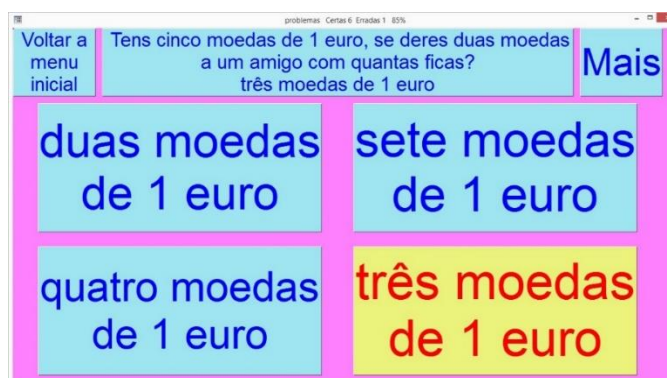 problemas Certas 6 Erradas 1 85%
Voltar a
menu
inicial
Tens cinco moedas de 1 euro, se deres duas moedas
a um amigo com quantas ficas?
três moedas de 1 euro
Mais
duas moedas
de 1 euro
sete moedas
de 1 euro
quatro moedas
de 1 euro
três moedas
de 1 euro